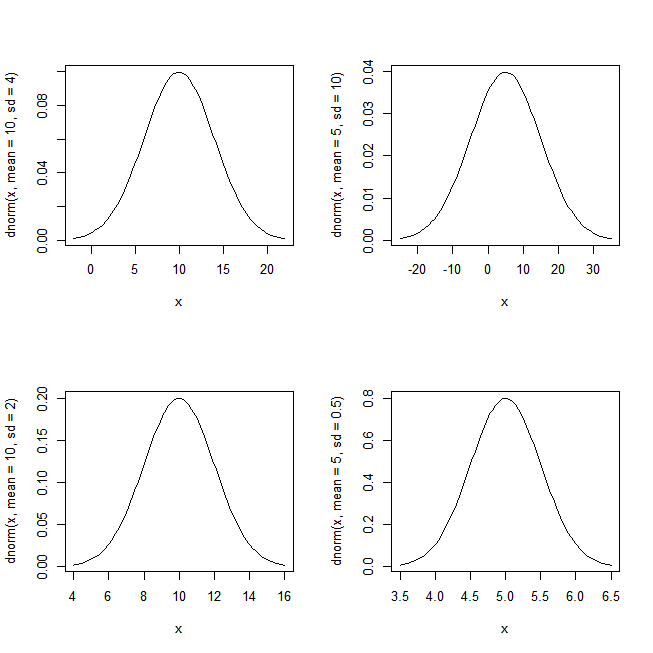 dnorm(x, mean = 10, sd = 4)
0.00 0.04 0.08
0 5 10 15 20
x
dnorm(x, mean = 5, sd = 10)
0.00 0.01 0.02 0.03 0.04
-20 -10 0 10 20 30
x
dnorm(x, mean = 10, sd = 2)
0.00 0.05 0.10 0.15 0.20
4 6 8 10 12 14 16
x
dnorm(x, mean = 5, sd = 0.5)
0.0 0.2 0.4 0.6 0.8
3.5 4.0 4.5 5.0 5.5 6.0 6.5
x